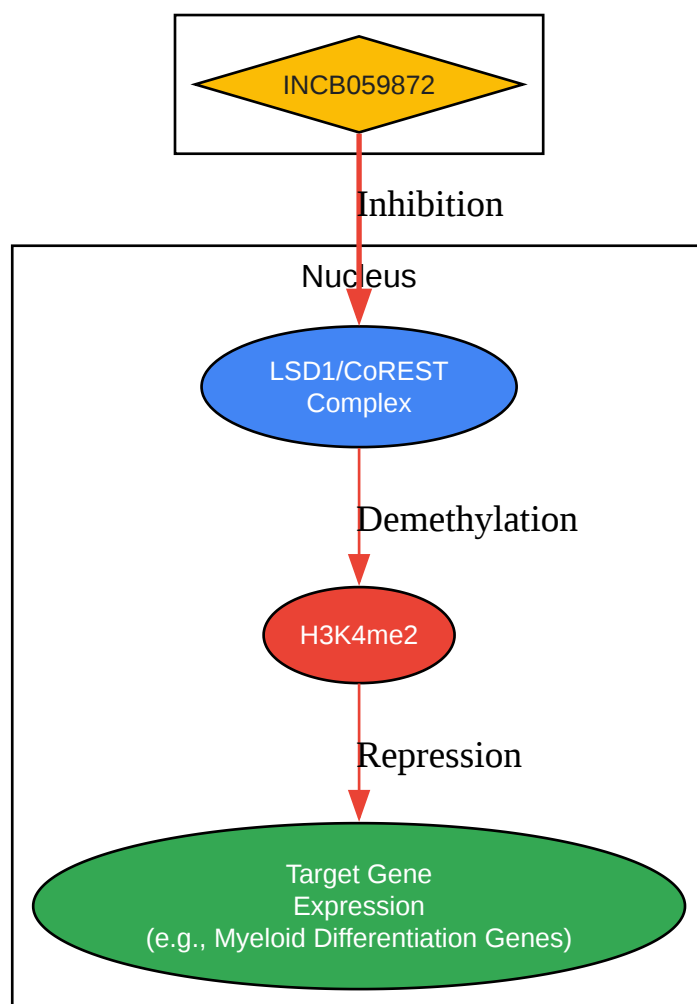 INCB059872
Inhibition
Nucleus
LSD1/CoREST
Complex
Demethylation
H3K4me2
Repression
Target Gene
Expression
(e.g., Myeloid Differentiation Genes)